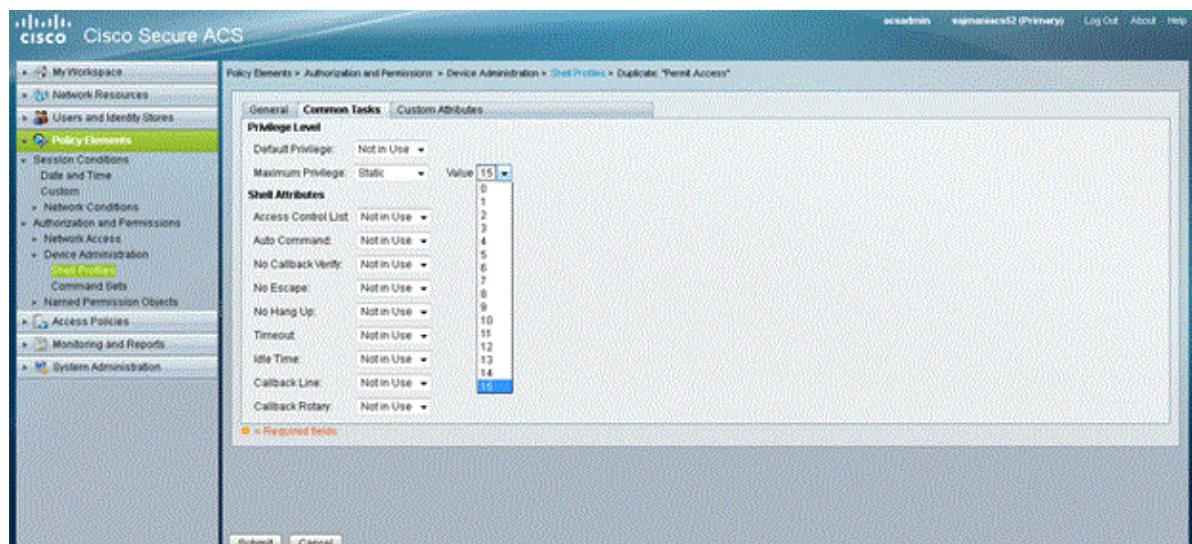 CISCO Cisco Secure ACS
acsadmin (Primary) Log Out About Help
My Workspace
Network Resources
Users and Identity Stores
Policy Elements
Session Conditions
Date and Time
Custom
Network Conditions
Authorization and Permissions
Network Access
Device Administration
Shell Profiles
Command Sets
Named Permission Objects
Access Policies
Monitoring and Reports
System Administration
Policy Elements > Authorization and Permissions > Device Administration > Shell Profiles > Duplicate: "Permit Access"
General Common Tasks Custom Attributes
Privilege Level
Default Privilege: Not in Use
Maximum Privilege: Static Value 15
0
1
2
3
4
5
6
7
8
9
10
11
12
13
14
15
Shell Attributes
Access Control List: Not in Use
Auto Command: Not in Use
No Callback Verify: Not in Use
No Escape: Not in Use
No Hang Up: Not in Use
Timeout: Not in Use
Idle Time: Not in Use
Callback Line: Not in Use
Callback Rotary: Not in Use
= Required fields
Submit Cancel